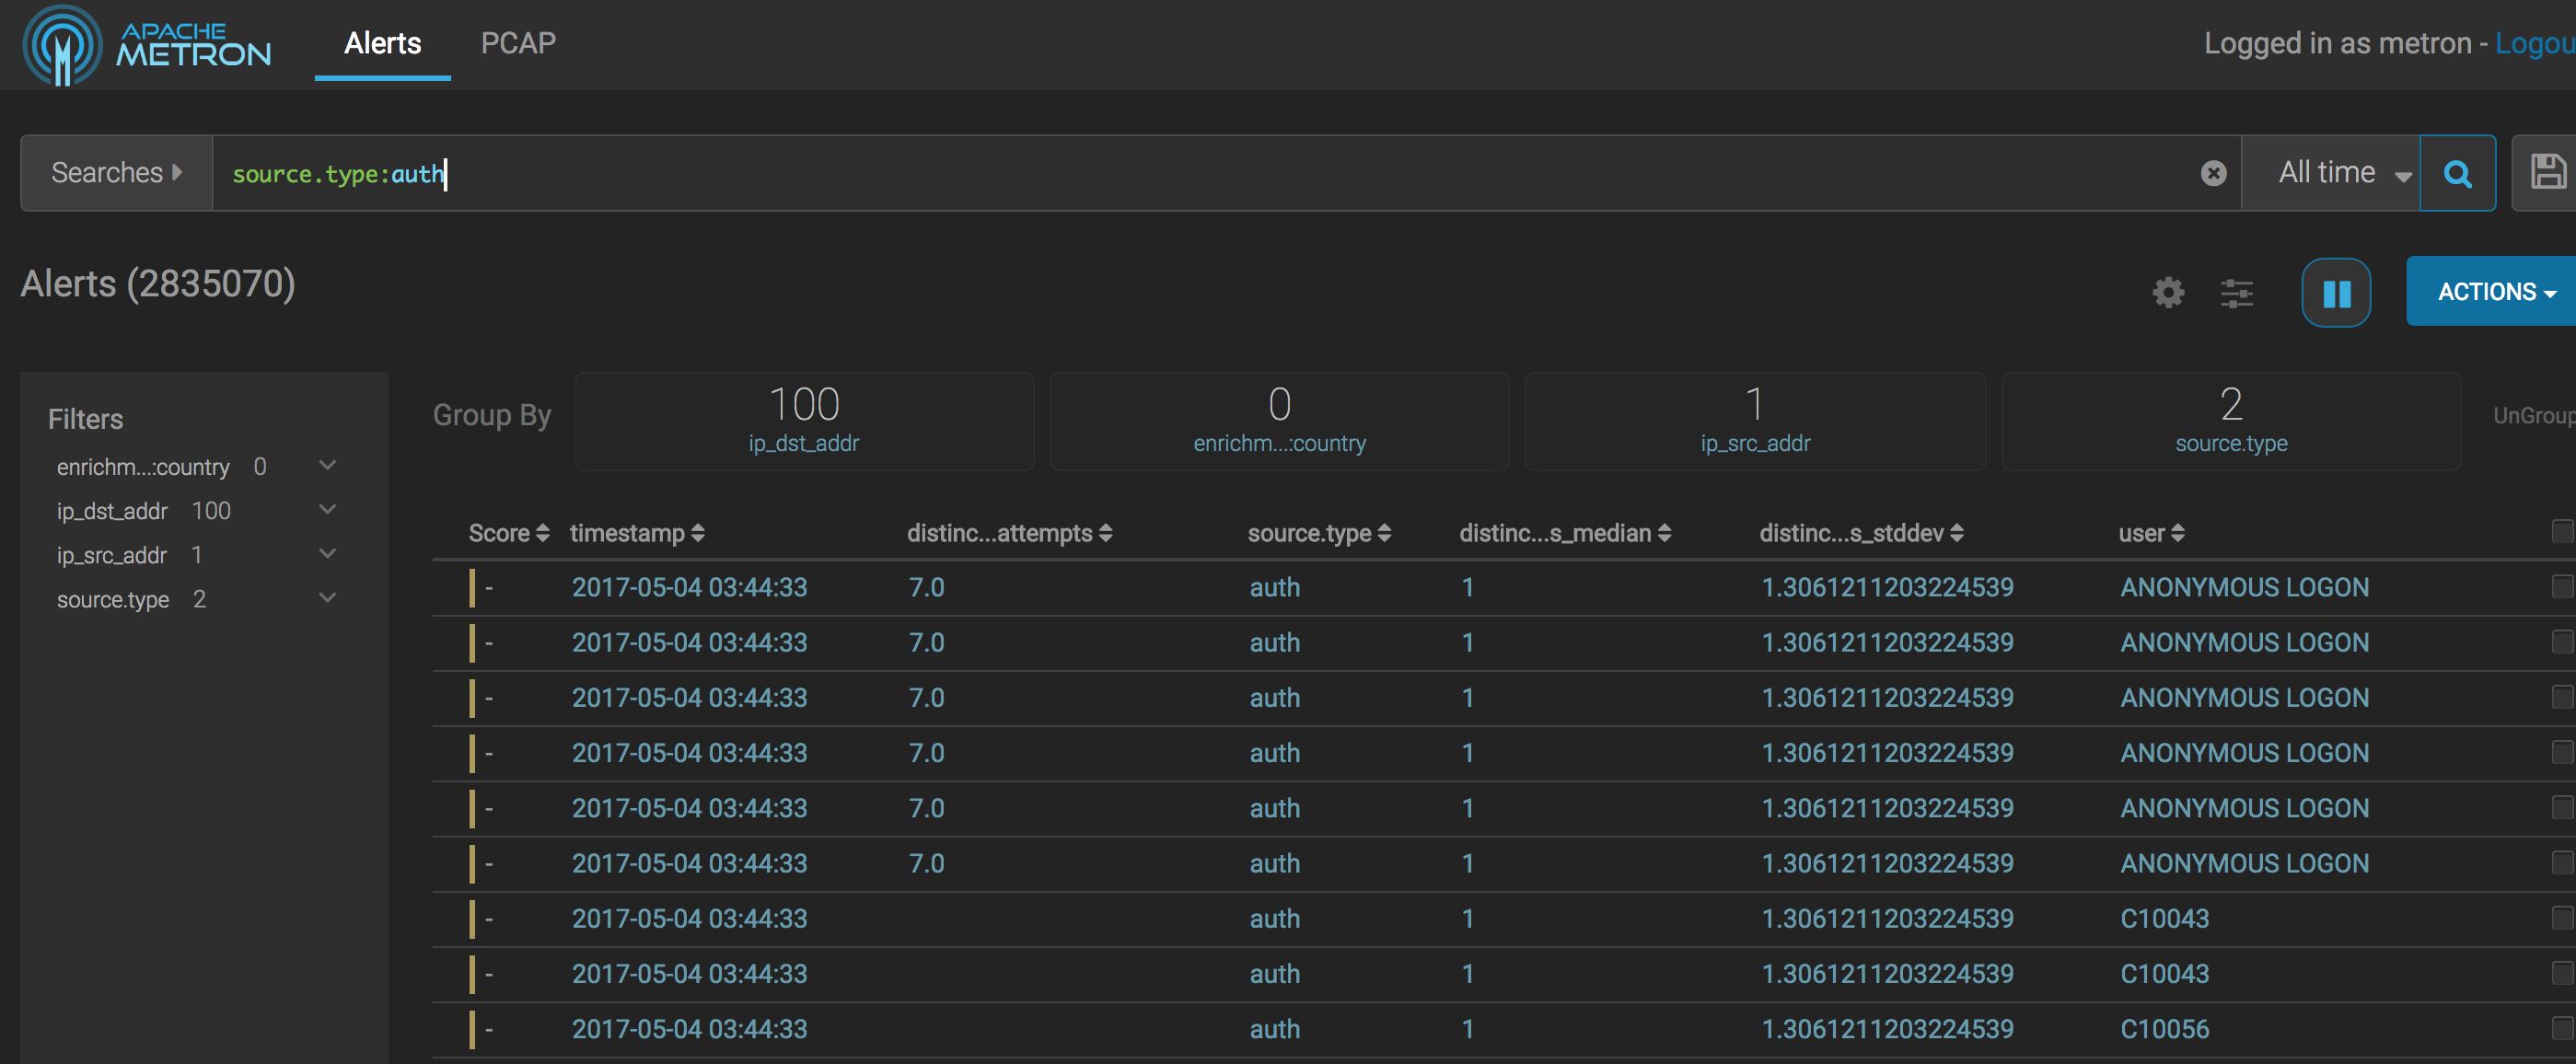 APACHE METRON Alerts PCAP Logged in as metron - Logou
Searches source.type:auth All time
Alerts (2835070) ACTIONS
Filters
enrichm...:country 0
ip_dst_addr 100
ip_src_addr 1
source.type 2
Group By 100 ip_dst_addr 0 enrichm...:country 1 ip_src_addr 2 source.type UnGroup
Score timestamp distinc...attempts source.type distinc...s_median distinc...s_stddev user
- 2017-05-04 03:44:33 7.0 auth 1 1.3061211203224539 ANONYMOUS LOGON
- 2017-05-04 03:44:33 7.0 auth 1 1.3061211203224539 ANONYMOUS LOGON
- 2017-05-04 03:44:33 7.0 auth 1 1.3061211203224539 ANONYMOUS LOGON
- 2017-05-04 03:44:33 7.0 auth 1 1.3061211203224539 ANONYMOUS LOGON
- 2017-05-04 03:44:33 7.0 auth 1 1.3061211203224539 ANONYMOUS LOGON
- 2017-05-04 03:44:33 7.0 auth 1 1.3061211203224539 ANONYMOUS LOGON
- 2017-05-04 03:44:33 auth 1 1.3061211203224539 C10043
- 2017-05-04 03:44:33 auth 1 1.3061211203224539 C10043
- 2017-05-04 03:44:33 auth 1 1.3061211203224539 C10056